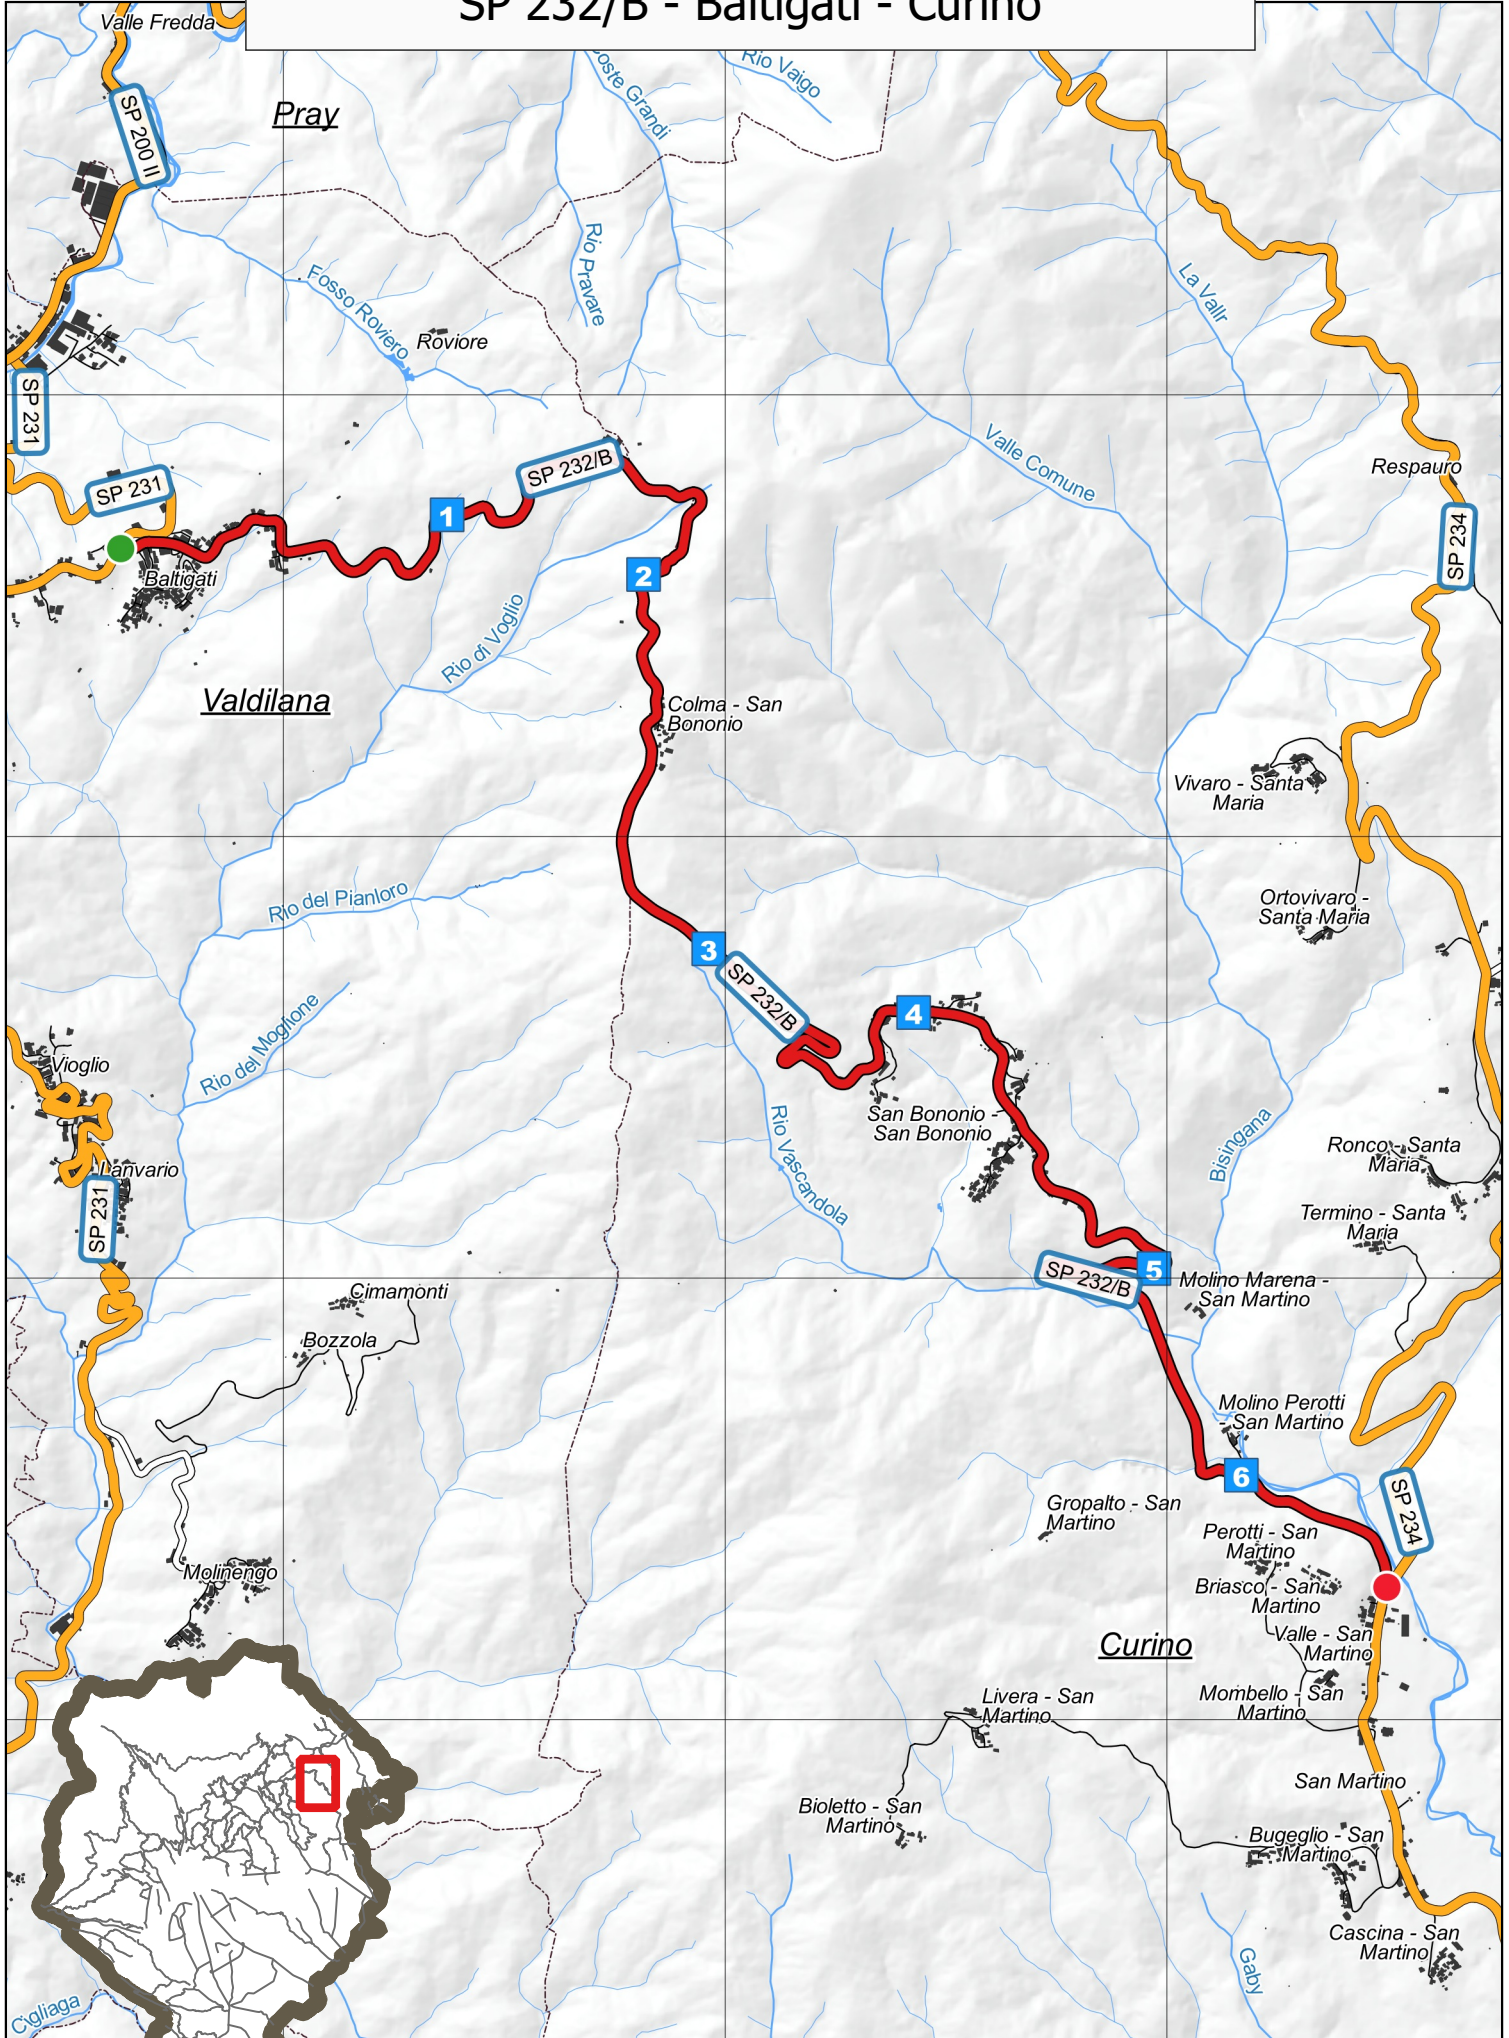 SP 232/B - Baltigati - Curino
Valle Fredda
oste Grandi
Rio Vaigo
SP 200 II
Pray
Rio Pravare
La Vallr
Fosso Roviero
Roviore
SP 231
Valle Comune
Respauro
SP 232/B
SP 231
1
SP 234
Baltigati
2
Rio di Voglio
Valdilana
Colma - San
Bononio
Vivaro - Santa
Maria
Rio del Pianloro
Ortovivaro -
Santa Maria
3
SP 232/B
4
Rio del Moglione
Vioglio
San Bononio -
San Bononio
Rio Vascandola
Bisingana
Ronco - Santa
Maria
Lanvario
SP 231
Termino - Santa
Maria
SP 232/B
5
Molino Marena -
San Martino
Cimamonti
Bozzola
Molino Perotti
- San Martino
6
Gropalto - San
Martino
SP 234
Perotti - San
Martino
Molinengo
Briasco - San
Martino
Valle - San
Martino
Curino
Mombello - San
Martino
Livera - San
Martino
San Martino
Bioletto - San
Martino
Bugeglio - San
Martino
Cascina - San
Martino
Gaby
Cigliaga